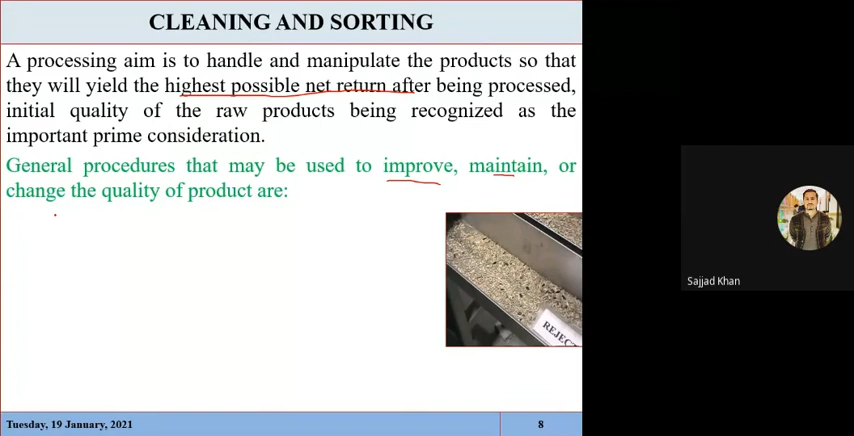 CLEANING AND SORTING
A processing aim is to handle and manipulate the products so that
they will yield the highest possible net return after being processed,
initial quality of the raw products being recognized as the
important prime consideration.
General procedures that may be used to improve, maintain, or
change the quality of product are:
REJECT
Sajjad Khan
Tuesday, 19 January, 2021
8